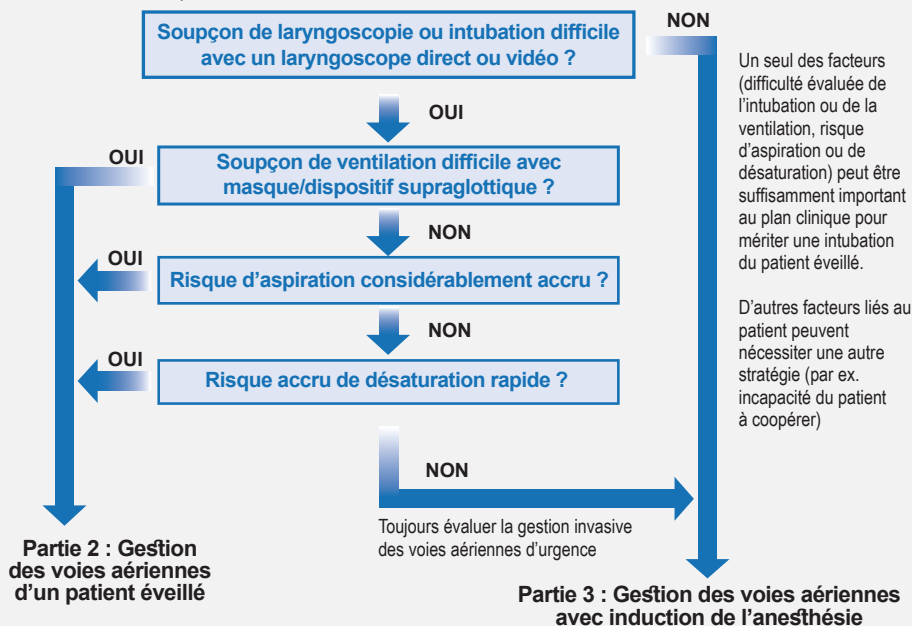 Soupçon de laryngoscopie ou intubation difficile
avec un laryngoscope direct ou vidéo ?
NON
Un seul des facteurs
(difficulté évaluée de
l'intubation ou de la
ventilation, risque
d'aspiration ou de
désaturation) peut être
suffisamment important
au plan clinique pour
mériter une intubation
du patient éveillé.
D'autres facteurs liés au
patient peuvent
nécessiter une autre
stratégie (par ex.
incapacité du patient
à coopérer)
OUI
OUI
Soupçon de ventilation difficile avec
masque/dispositif supraglottique ?
NON
OUI
Risque d'aspiration considérablement accru ?
NON
OUI
Risque accru de désaturation rapide ?
NON
Toujours évaluer la gestion invasive
des voies aériennes d'urgence
Partie 2 : Gestion
des voies aériennes
d'un patient éveillé
Partie 3 : Gestion des voies aériennes
avec induction de l'anesthésie